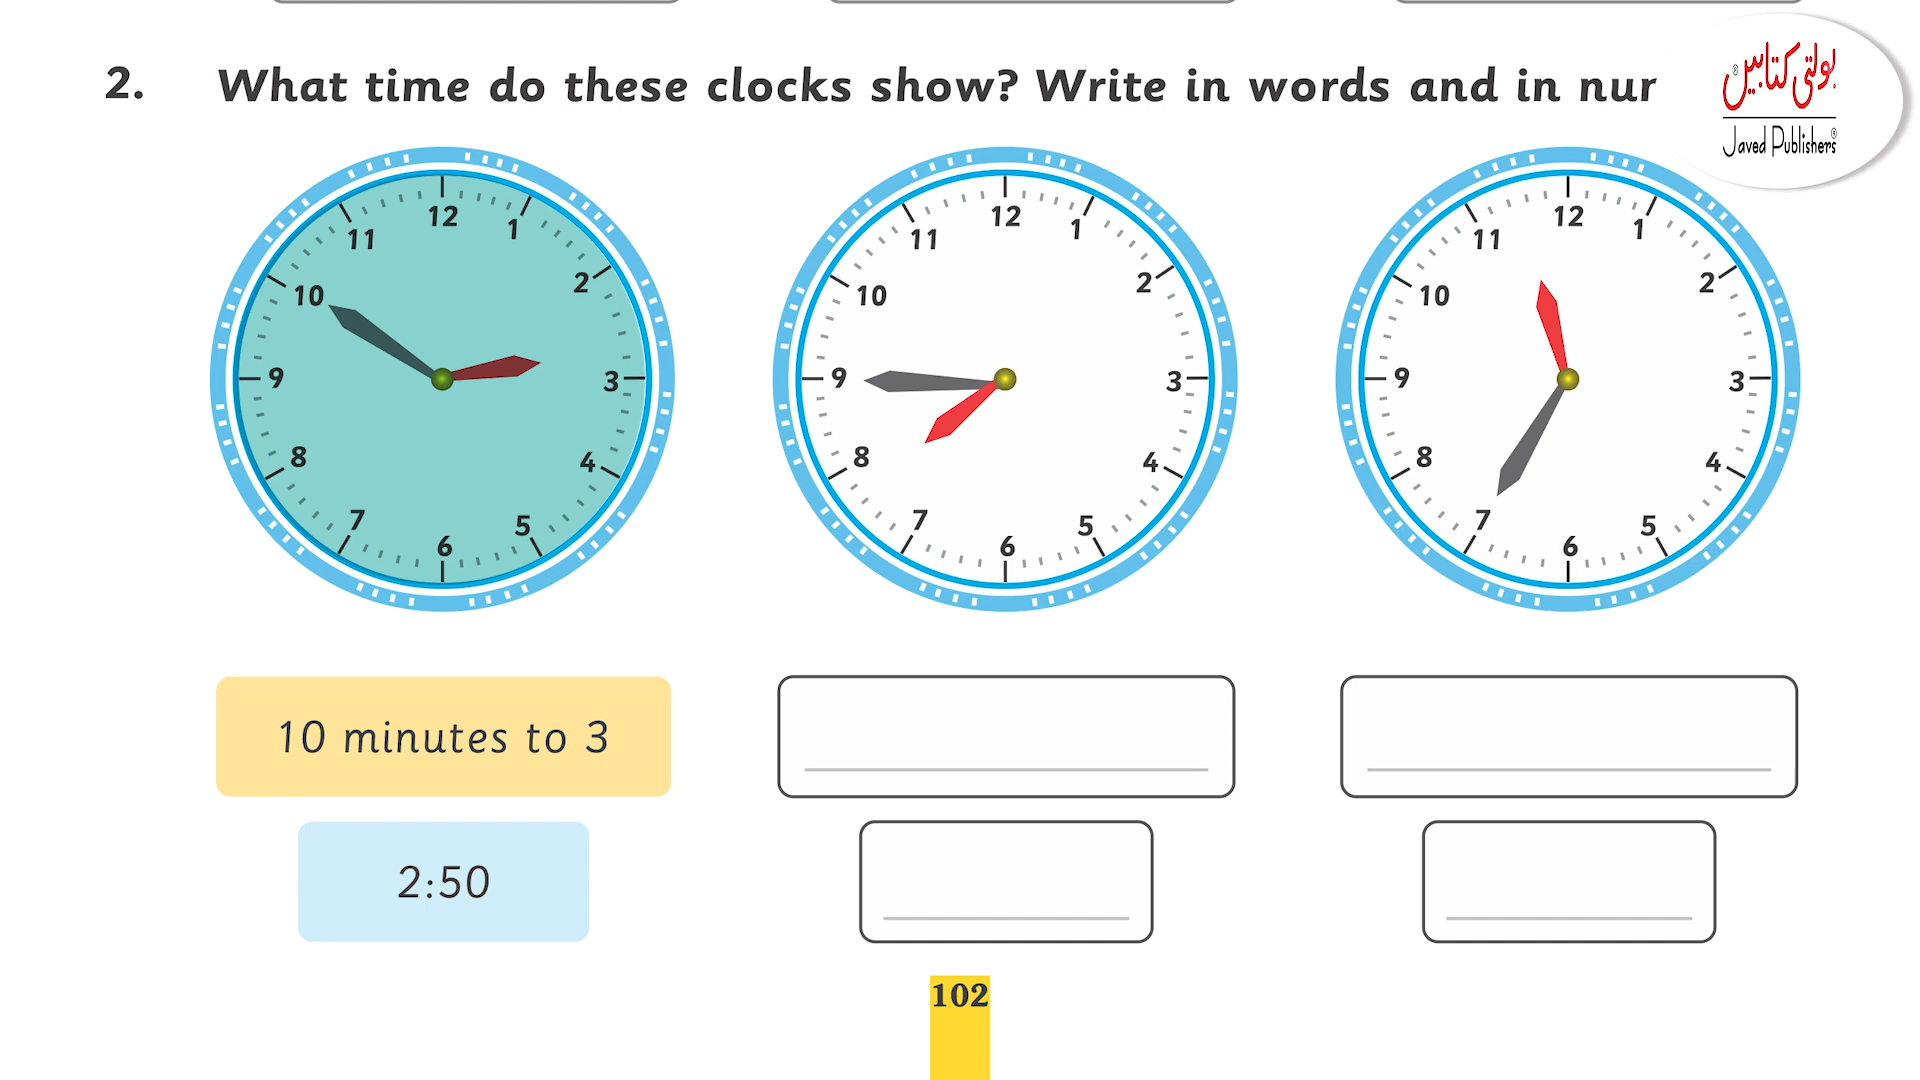 2. What time do these clocks show? Write in words and in nur
بولتی کتابیں
Javed Publishers
12 1 2 3 4 5 6 7 8 9 10 11
12 1 2 3 4 5 6 7 8 9 10 11
12 1 2 3 4 5 6 7 8 9 10 11
10 minutes to 3
2:50
102